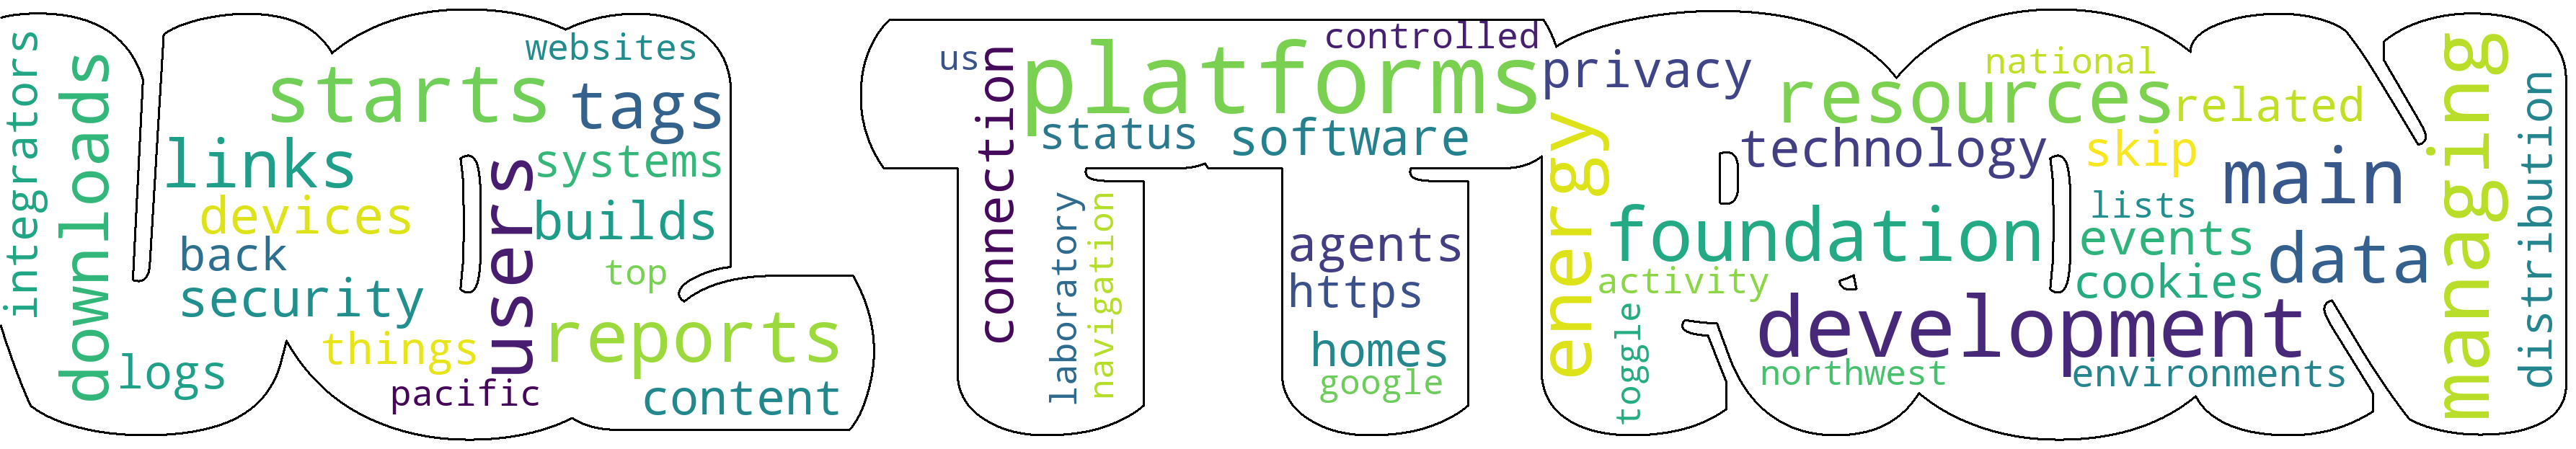 integrators
downloads
logs
links
starts
websites
tags
devices
back
security
things
pacific
users
systems
builds
top
reports
content
us
connection
platforms
controlled
status
software
laboratory
navigation
agents
https
homes
google
privacy
energy
activity
toggle
foundation
technology
resources
national
related
skip
main
lists
events
cookies
data
development
northwest
environments
managing
distribution